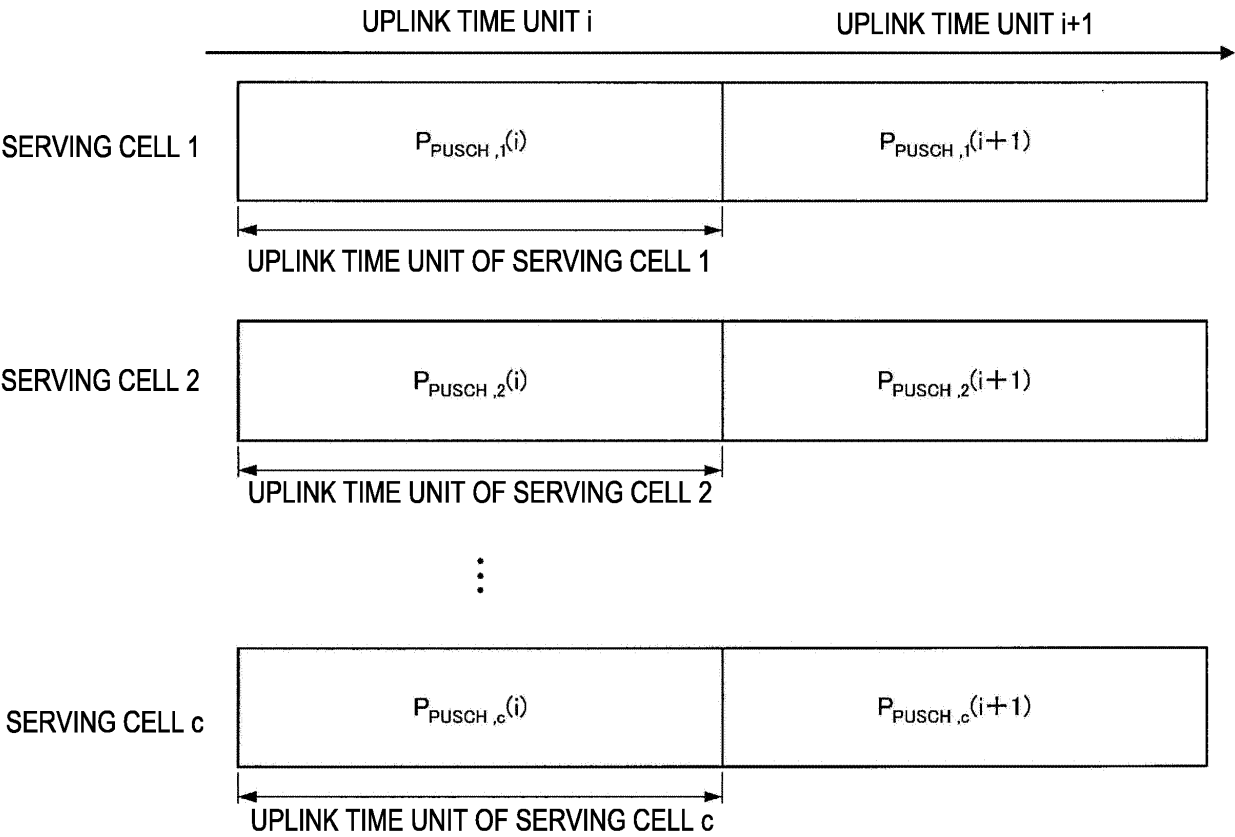 UPLINK TIME UNIT i UPLINK TIME UNIT i+1
SERVING CELL 1 P_PUSCH ,1(i) P_PUSCH ,1(i+1)
UPLINK TIME UNIT OF SERVING CELL 1
SERVING CELL 2 P_PUSCH ,2(i) P_PUSCH ,2(i+1)
UPLINK TIME UNIT OF SERVING CELL 2
⋮
SERVING CELL c P_PUSCH ,c(i) P_PUSCH ,c(i+1)
UPLINK TIME UNIT OF SERVING CELL c